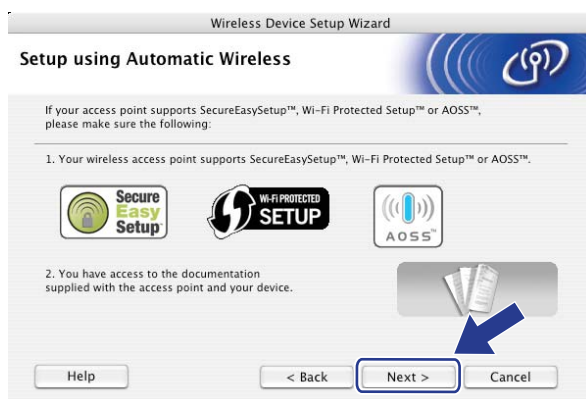 Wireless Device Setup Wizard
Setup using Automatic Wireless
If your access point supports SecureEasySetup™, Wi-Fi Protected Setup™ or AOSS™,
please make sure the following:
1. Your wireless access point supports SecureEasySetup™, Wi-Fi Protected Setup™ or AOSS™.
Secure
Easy
Setup
WI-FI PROTECTED
SETUP
AOSS™
2. You have access to the documentation
supplied with the access point and your device.
Help
< Back
Next >
Cancel